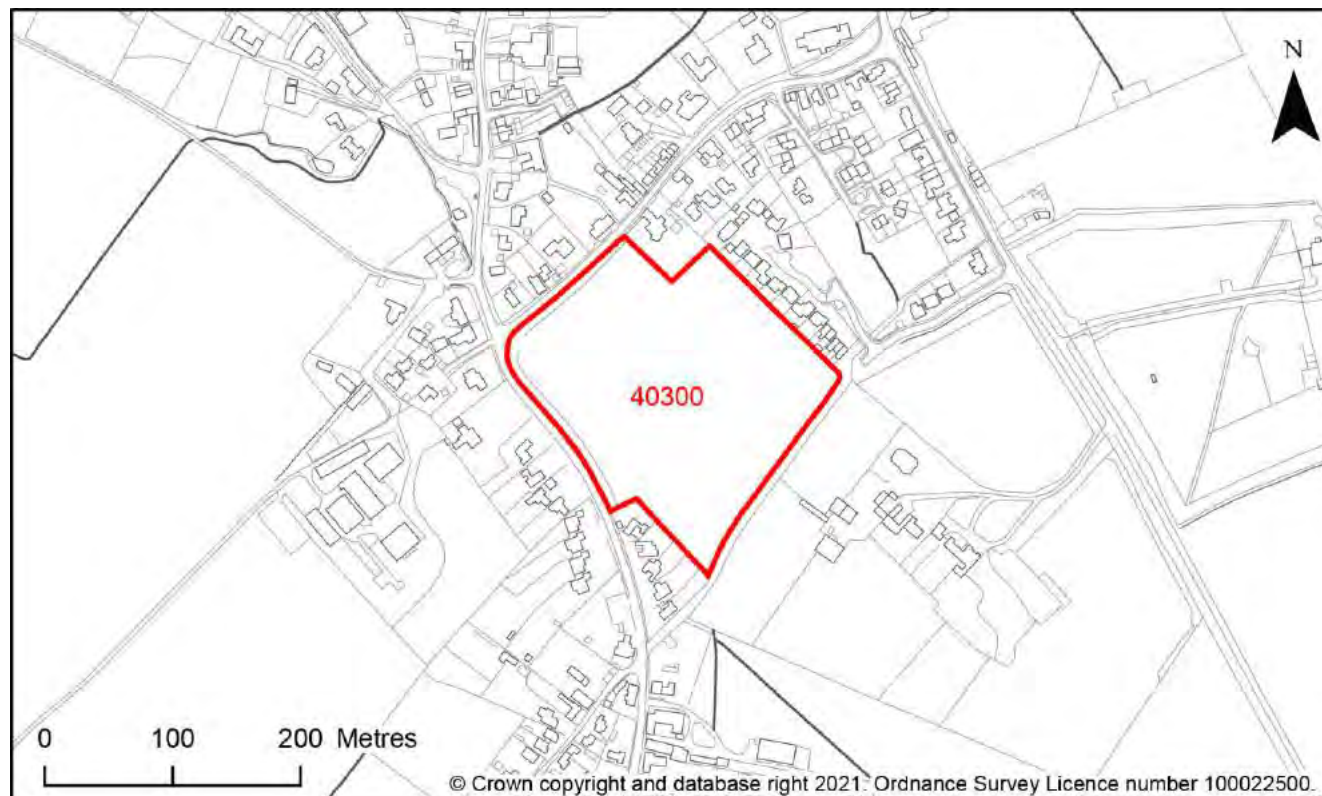 N
40300
0 100 200 Metres
© Crown copyright and database right 2021. Ordnance Survey Licence number 100022500.